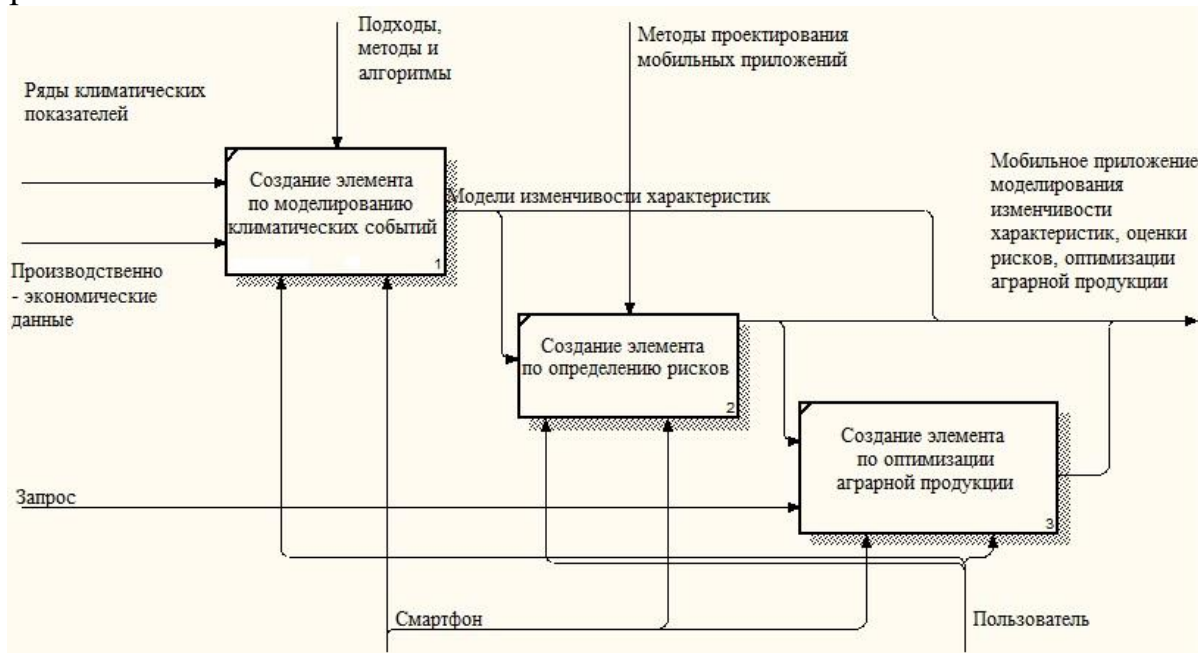 Подходы,
методы и
алгоритмы
Методы проектирования
мобильных приложений
Ряды климатических
показателей
Создание элемента
по моделированию
климатических событий
1
Модели изменчивости характеристик
Мобильное приложение
моделирования
изменчивости
характеристик, оценки
рисков, оптимизации
аграрной продукции
Производственно
- экономические
данные
Создание элемента
по определению рисков
2
Создание элемента
по оптимизации
аграрной продукции
3
Запрос
Смартфон
Пользователь